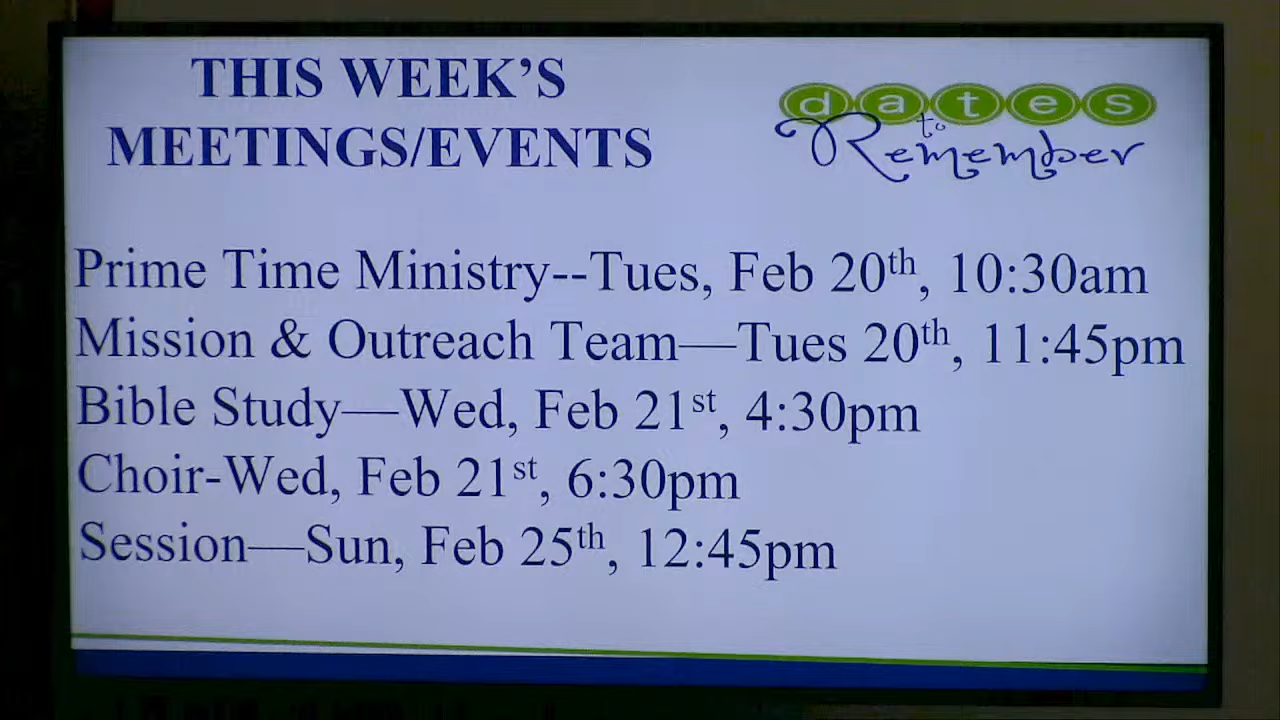 THIS WEEK'S
MEETINGS/EVENTS
dates
to
Remember
Prime Time Ministry--Tues, Feb 20th, 10:30am
Mission & Outreach Team—Tues 20th, 11:45pm
Bible Study—Wed, Feb 21st, 4:30pm
Choir-Wed, Feb 21st, 6:30pm
Session—Sun, Feb 25th, 12:45pm